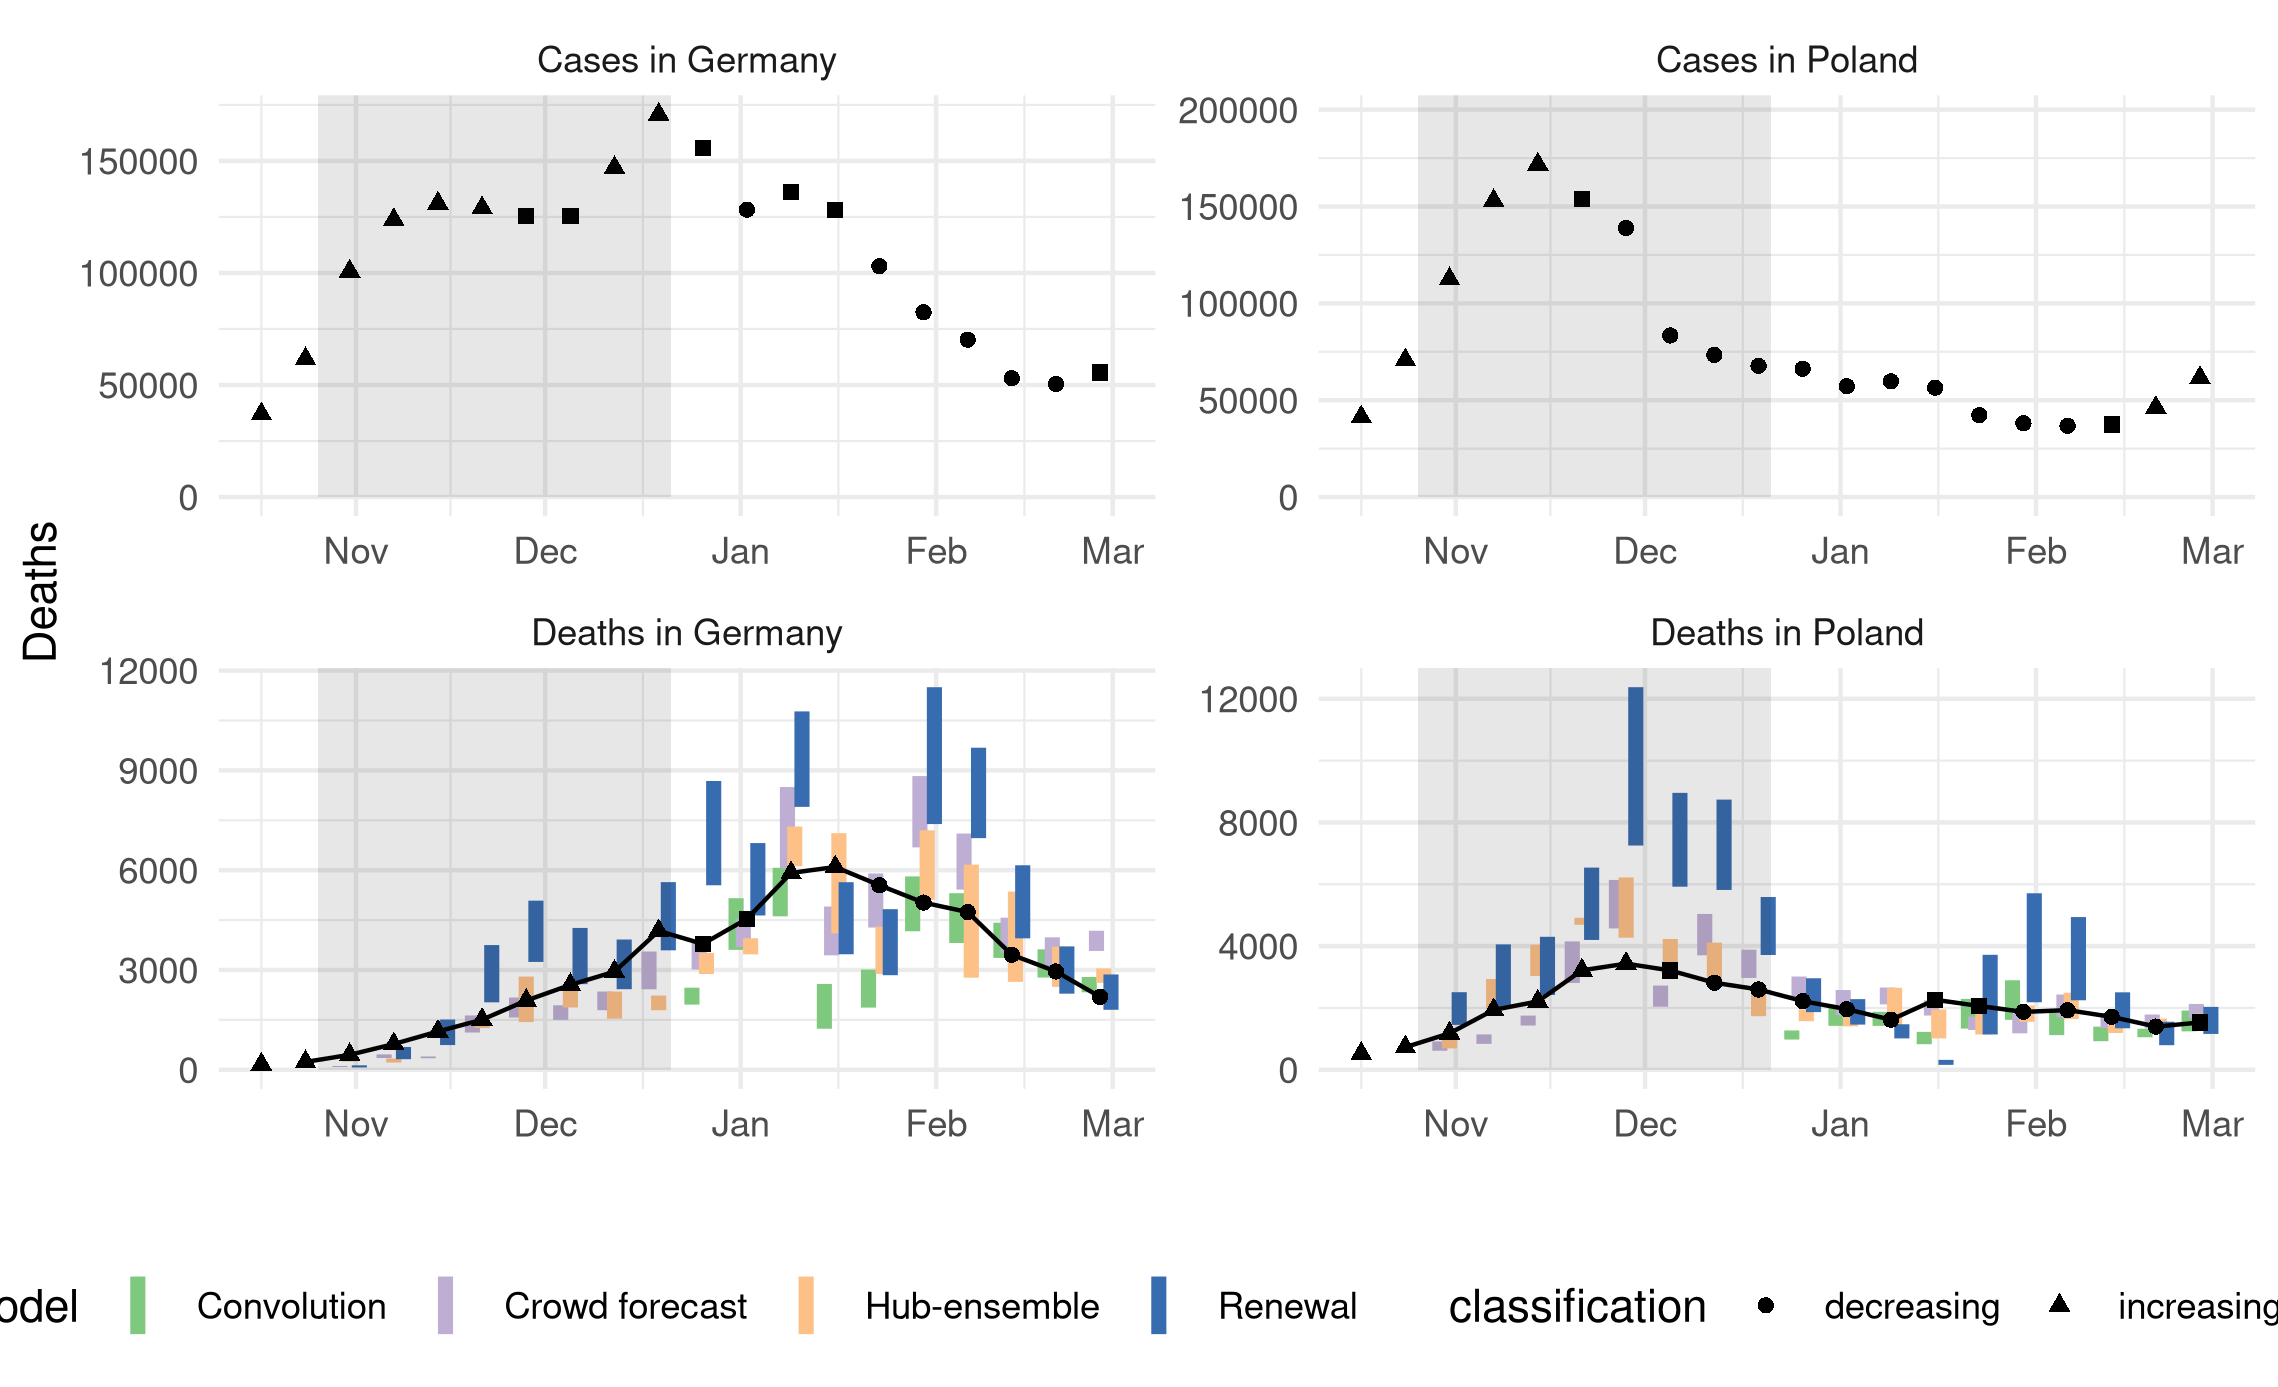 Cases in Germany
Cases in Poland
150000
100000
50000
0
200000
150000
100000
50000
0
Nov Dec Jan Feb Mar
Nov Dec Jan Feb Mar
Deaths
Deaths in Germany
Deaths in Poland
12000
9000
6000
3000
0
12000
8000
4000
0
Nov Dec Jan Feb Mar
Nov Dec Jan Feb Mar
odel Convolution Crowd forecast Hub-ensemble Renewal classification decreasing increasing